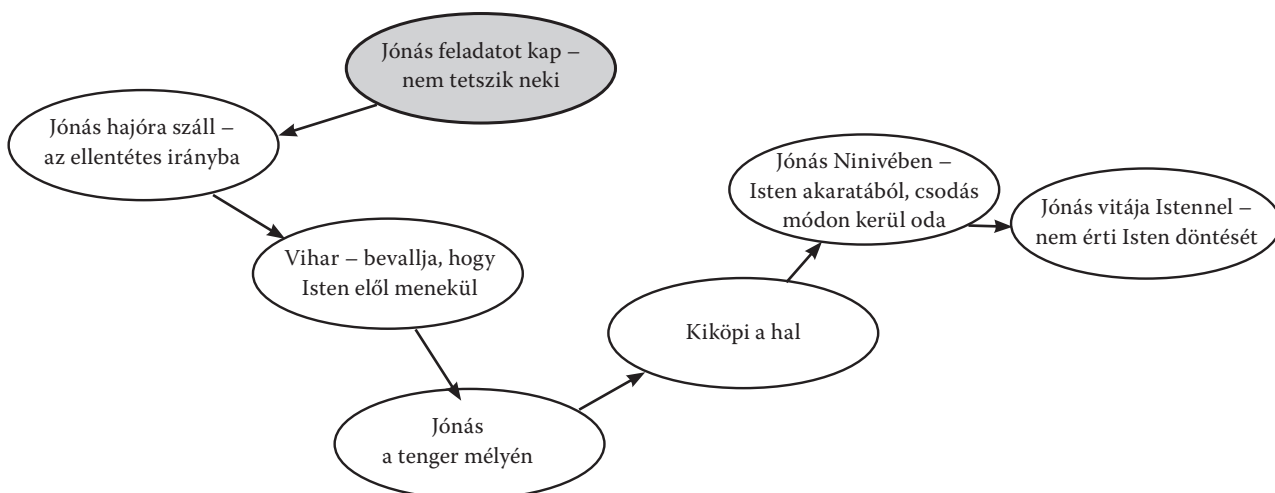 Jónás feladatot kap –
nem tetszik neki
Jónás hajóra száll –
az ellentétes irányba
Vihar – bevallja, hogy
Isten elől menekül
Jónás
a tenger mélyén
Kiköpi a hal
Jónás Ninivében –
Isten akaratából, csodás
módon kerül oda
Jónás vitája Istennel –
nem érti Isten döntését